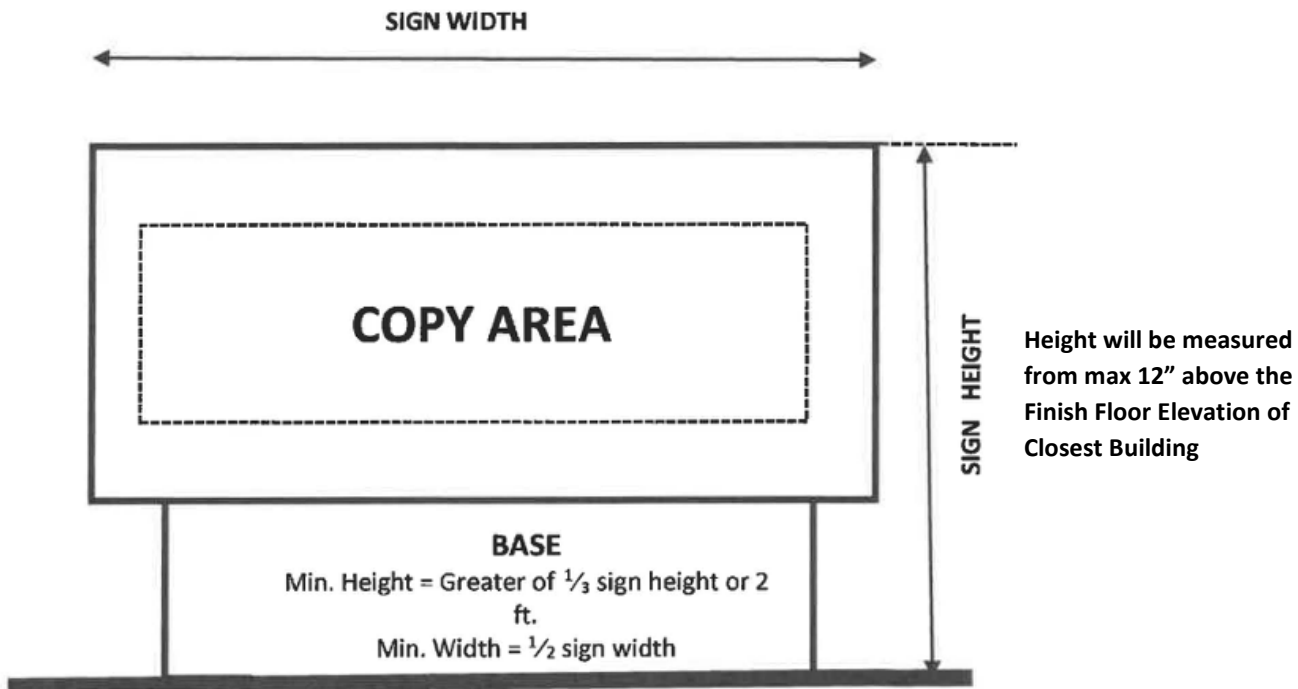 SIGN WIDTH
COPY AREA
SIGN HEIGHT
Height will be measured
from max 12” above the
Finish Floor Elevation of
Closest Building
BASE
Min. Height = Greater of ⅓ sign height or 2
ft.
Min. Width = ½ sign width